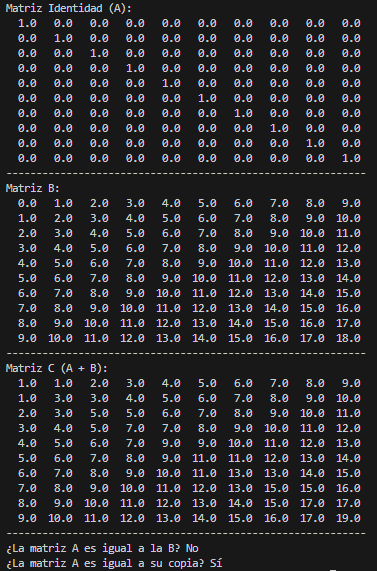 Matriz Identidad (A):
1.0 0.0 0.0 0.0 0.0 0.0 0.0 0.0 0.0 0.0
0.0 1.0 0.0 0.0 0.0 0.0 0.0 0.0 0.0 0.0
0.0 0.0 1.0 0.0 0.0 0.0 0.0 0.0 0.0 0.0
0.0 0.0 0.0 1.0 0.0 0.0 0.0 0.0 0.0 0.0
0.0 0.0 0.0 0.0 1.0 0.0 0.0 0.0 0.0 0.0
0.0 0.0 0.0 0.0 0.0 1.0 0.0 0.0 0.0 0.0
0.0 0.0 0.0 0.0 0.0 0.0 1.0 0.0 0.0 0.0
0.0 0.0 0.0 0.0 0.0 0.0 0.0 1.0 0.0 0.0
0.0 0.0 0.0 0.0 0.0 0.0 0.0 0.0 1.0 0.0
0.0 0.0 0.0 0.0 0.0 0.0 0.0 0.0 0.0 1.0
--------------------------------------------------
Matriz B:
0.0 1.0 2.0 3.0 4.0 5.0 6.0 7.0 8.0 9.0
1.0 2.0 3.0 4.0 5.0 6.0 7.0 8.0 9.0 10.0
2.0 3.0 4.0 5.0 6.0 7.0 8.0 9.0 10.0 11.0
3.0 4.0 5.0 6.0 7.0 8.0 9.0 10.0 11.0 12.0
4.0 5.0 6.0 7.0 8.0 9.0 10.0 11.0 12.0 13.0
5.0 6.0 7.0 8.0 9.0 10.0 11.0 12.0 13.0 14.0
6.0 7.0 8.0 9.0 10.0 11.0 12.0 13.0 14.0 15.0
7.0 8.0 9.0 10.0 11.0 12.0 13.0 14.0 15.0 16.0
8.0 9.0 10.0 11.0 12.0 13.0 14.0 15.0 16.0 17.0
9.0 10.0 11.0 12.0 13.0 14.0 15.0 16.0 17.0 18.0
--------------------------------------------------
Matriz C (A + B):
1.0 1.0 2.0 3.0 4.0 5.0 6.0 7.0 8.0 9.0
1.0 3.0 3.0 4.0 5.0 6.0 7.0 8.0 9.0 10.0
2.0 3.0 5.0 5.0 6.0 7.0 8.0 9.0 10.0 11.0
3.0 4.0 5.0 7.0 7.0 8.0 9.0 10.0 11.0 12.0
4.0 5.0 6.0 7.0 9.0 9.0 10.0 11.0 12.0 13.0
5.0 6.0 7.0 8.0 9.0 11.0 11.0 12.0 13.0 14.0
6.0 7.0 8.0 9.0 10.0 11.0 13.0 13.0 14.0 15.0
7.0 8.0 9.0 10.0 11.0 12.0 13.0 15.0 15.0 16.0
8.0 9.0 10.0 11.0 12.0 13.0 14.0 15.0 17.0 17.0
9.0 10.0 11.0 12.0 13.0 14.0 15.0 16.0 17.0 19.0
--------------------------------------------------
¿La matriz A es igual a la B? No
¿La matriz A es igual a su copia? Sí